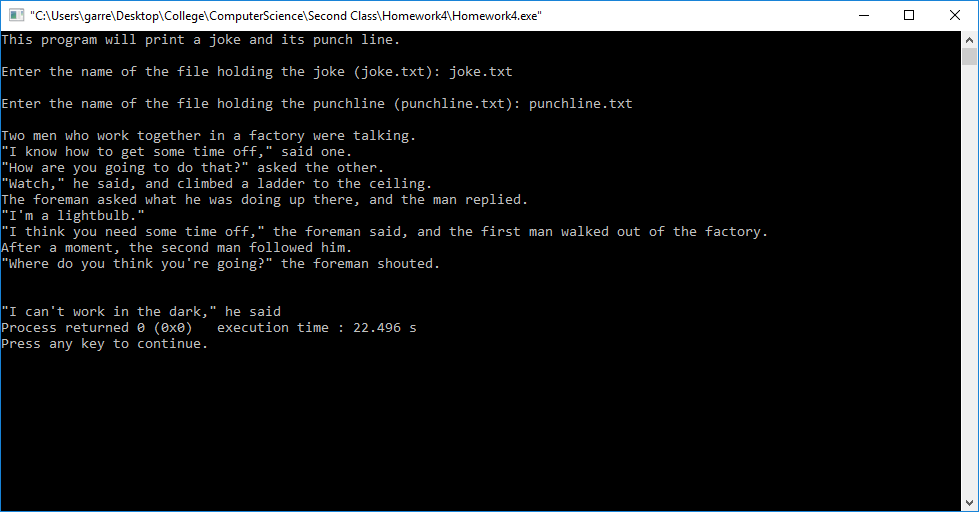 "C:\Users\garre\Desktop\College\ComputerScience\Second Class\Homework4\Homework4.exe"
This program will print a joke and its punch line.
Enter the name of the file holding the joke (joke.txt): joke.txt
Enter the name of the file holding the punchline (punchline.txt): punchline.txt
Two men who work together in a factory were talking.
"I know how to get some time off," said one.
"How are you going to do that?" asked the other.
"Watch," he said, and climbed a ladder to the ceiling.
The foreman asked what he was doing up there, and the man replied.
"I'm a lightbulb."
"I think you need some time off," the foreman said, and the first man walked out of the factory.
After a moment, the second man followed him.
"Where do you think you're going?" the foreman shouted.
"I can't work in the dark," he said
Process returned 0 (0x0)   execution time : 22.496 s
Press any key to continue.